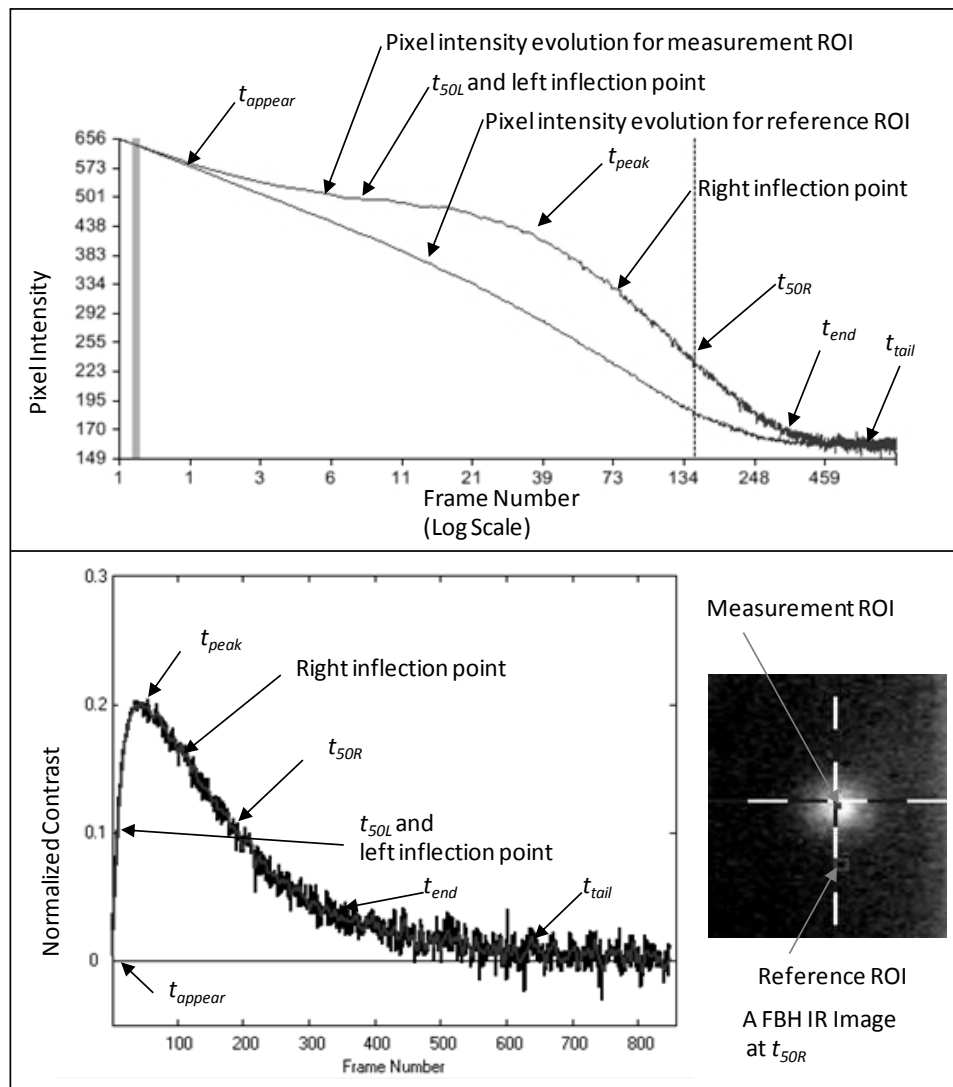 Pixel intensity evolution for measurement ROI
t50L and left inflection point
tappear
Pixel intensity evolution for reference ROI
tpeak
Right inflection point
t50R
tend
ttail
Pixel Intensity
656
573
501
438
383
334
292
255
223
195
170
149
1 1 3 6 11 21 39 73 134 248 459
Frame Number
(Log Scale)
0.3
0.2
0.1
0
Normalized Contrast
tpeak
Right inflection point
t50R
t50L and
left inflection point
tend
ttail
tappear
100 200 300 400 500 600 700 800
Frame Number
Measurement ROI
Reference ROI
A FBH IR Image
at t50R